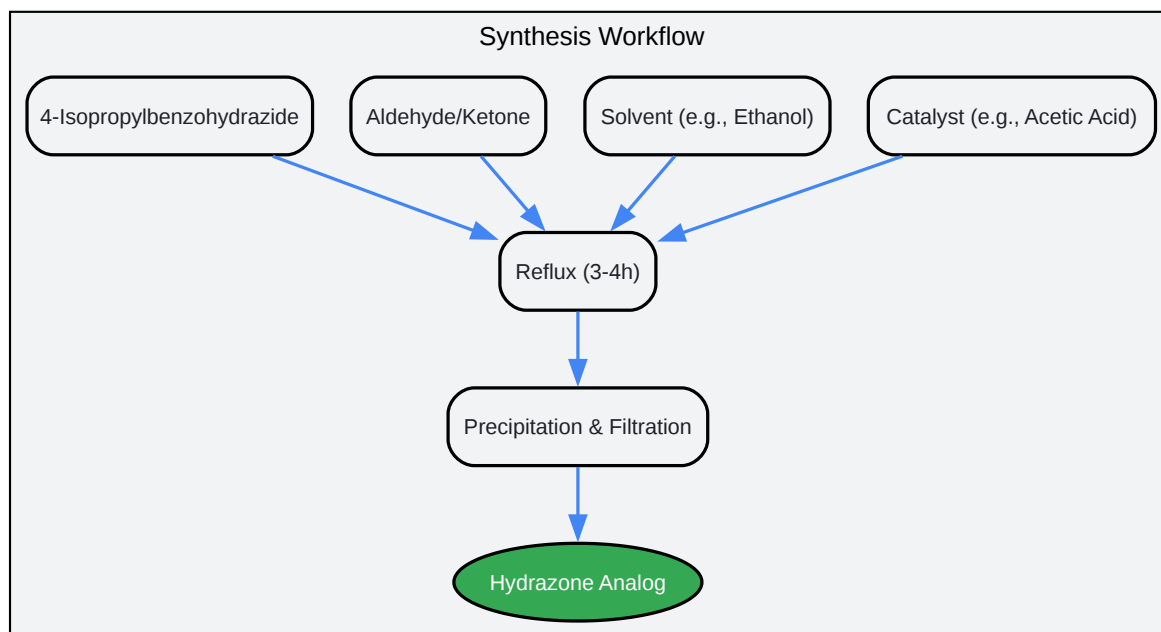 Synthesis Workflow
4-Isopropylbenzohydrazide
Aldehyde/Ketone
Solvent (e.g., Ethanol)
Catalyst (e.g., Acetic Acid)
Reflux (3-4h)
Precipitation & Filtration
Hydrazone Analog